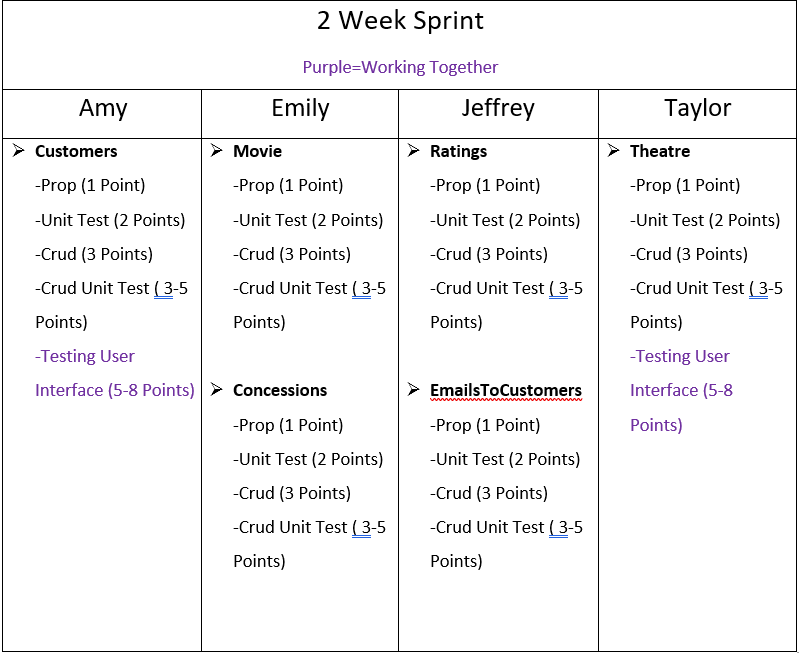 2 Week Sprint
Purple=Working Together
Amy
Emily
Jeffrey
Taylor
➢ Customers
-Prop (1 Point)
-Unit Test (2 Points)
-Crud (3 Points)
-Crud Unit Test ( 3-5
Points)
-Testing User
Interface (5-8 Points)
➢ Movie
-Prop (1 Point)
-Unit Test (2 Points)
-Crud (3 Points)
-Crud Unit Test ( 3-5
Points)
➢ Concessions
-Prop (1 Point)
-Unit Test (2 Points)
-Crud (3 Points)
-Crud Unit Test ( 3-5
Points)
➢ Ratings
-Prop (1 Point)
-Unit Test (2 Points)
-Crud (3 Points)
-Crud Unit Test ( 3-5
Points)
➢ EmailsToCustomers
-Prop (1 Point)
-Unit Test (2 Points)
-Crud (3 Points)
-Crud Unit Test ( 3-5
Points)
➢ Theatre
-Prop (1 Point)
-Unit Test (2 Points)
-Crud (3 Points)
-Crud Unit Test ( 3-5
Points)
-Testing User
Interface (5-8
Points)